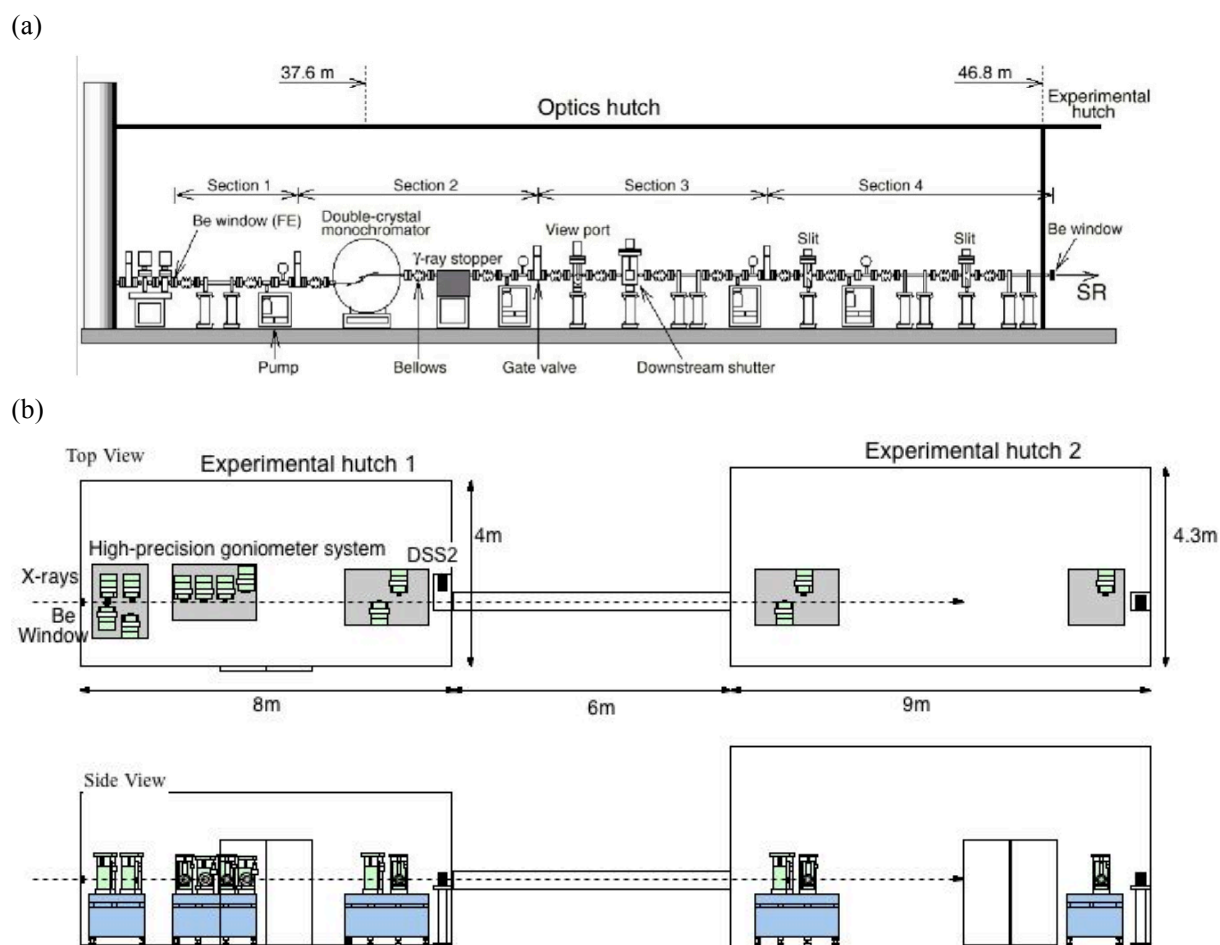 (a)
37.6 m
46.8 m
Optics hutch
Experimental
hutch
Section 1
Section 2
Section 3
Section 4
Be window (FE)
Double-crystal
monochromator
γ-ray stopper
View port
Slit
Slit
Be window
SR
Pump
Bellows
Gate valve
Downstream shutter
(b)
Top View
Experimental hutch 1
Experimental hutch 2
4m
4.3m
High-precision goniometer system
DSS2
X-rays
Be
Window
8m
6m
9m
Side View